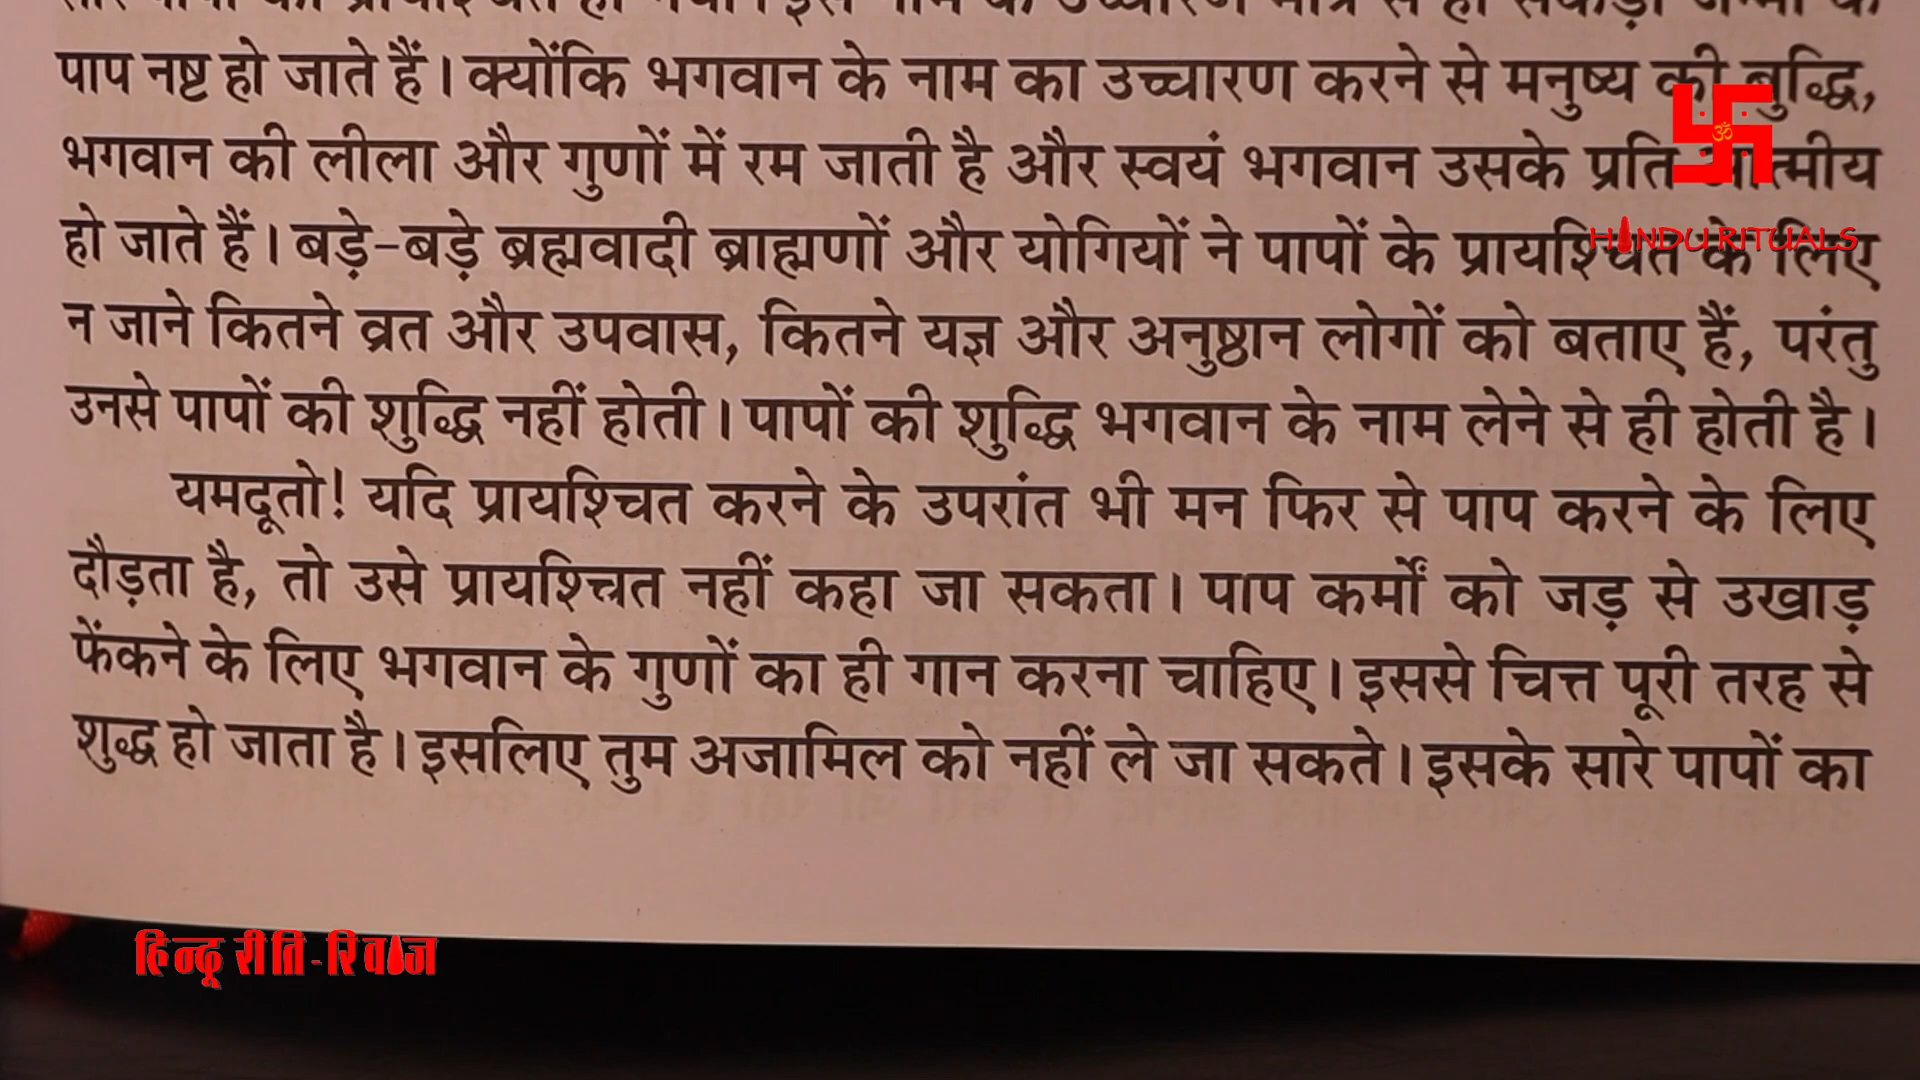 पाप नष्ट हो जाते हैं। क्योंकि भगवान के नाम का उच्चारण करने से मनुष्य की बुद्धि,
भगवान की लीला और गुणों में रम जाती है और स्वयं भगवान उसके प्रति आत्मीय
हो जाते हैं। बड़े-बड़े ब्रह्मवादी ब्राह्मणों और योगियों ने पापों के प्रायश्चित के लिए
न जाने कितने व्रत और उपवास, कितने यज्ञ और अनुष्ठान लोगों को बताए हैं, परंतु
उनसे पापों की शुद्धि नहीं होती। पापों की शुद्धि भगवान के नाम लेने से ही होती है।
यमदूतो! यदि प्रायश्चित करने के उपरांत भी मन फिर से पाप करने के लिए
दौड़ता है, तो उसे प्रायश्चित्त नहीं कहा जा सकता। पाप कर्मों को जड़ से उखाड़
फेंकने के लिए भगवान के गुणों का ही गान करना चाहिए। इससे चित्त पूरी तरह से
शुद्ध हो जाता है। इसलिए तुम अजामिल को नहीं ले जा सकते। इसके सारे पापों का
ॐ
HINDU RITUALS
हिन्दू रीति-रिवाज